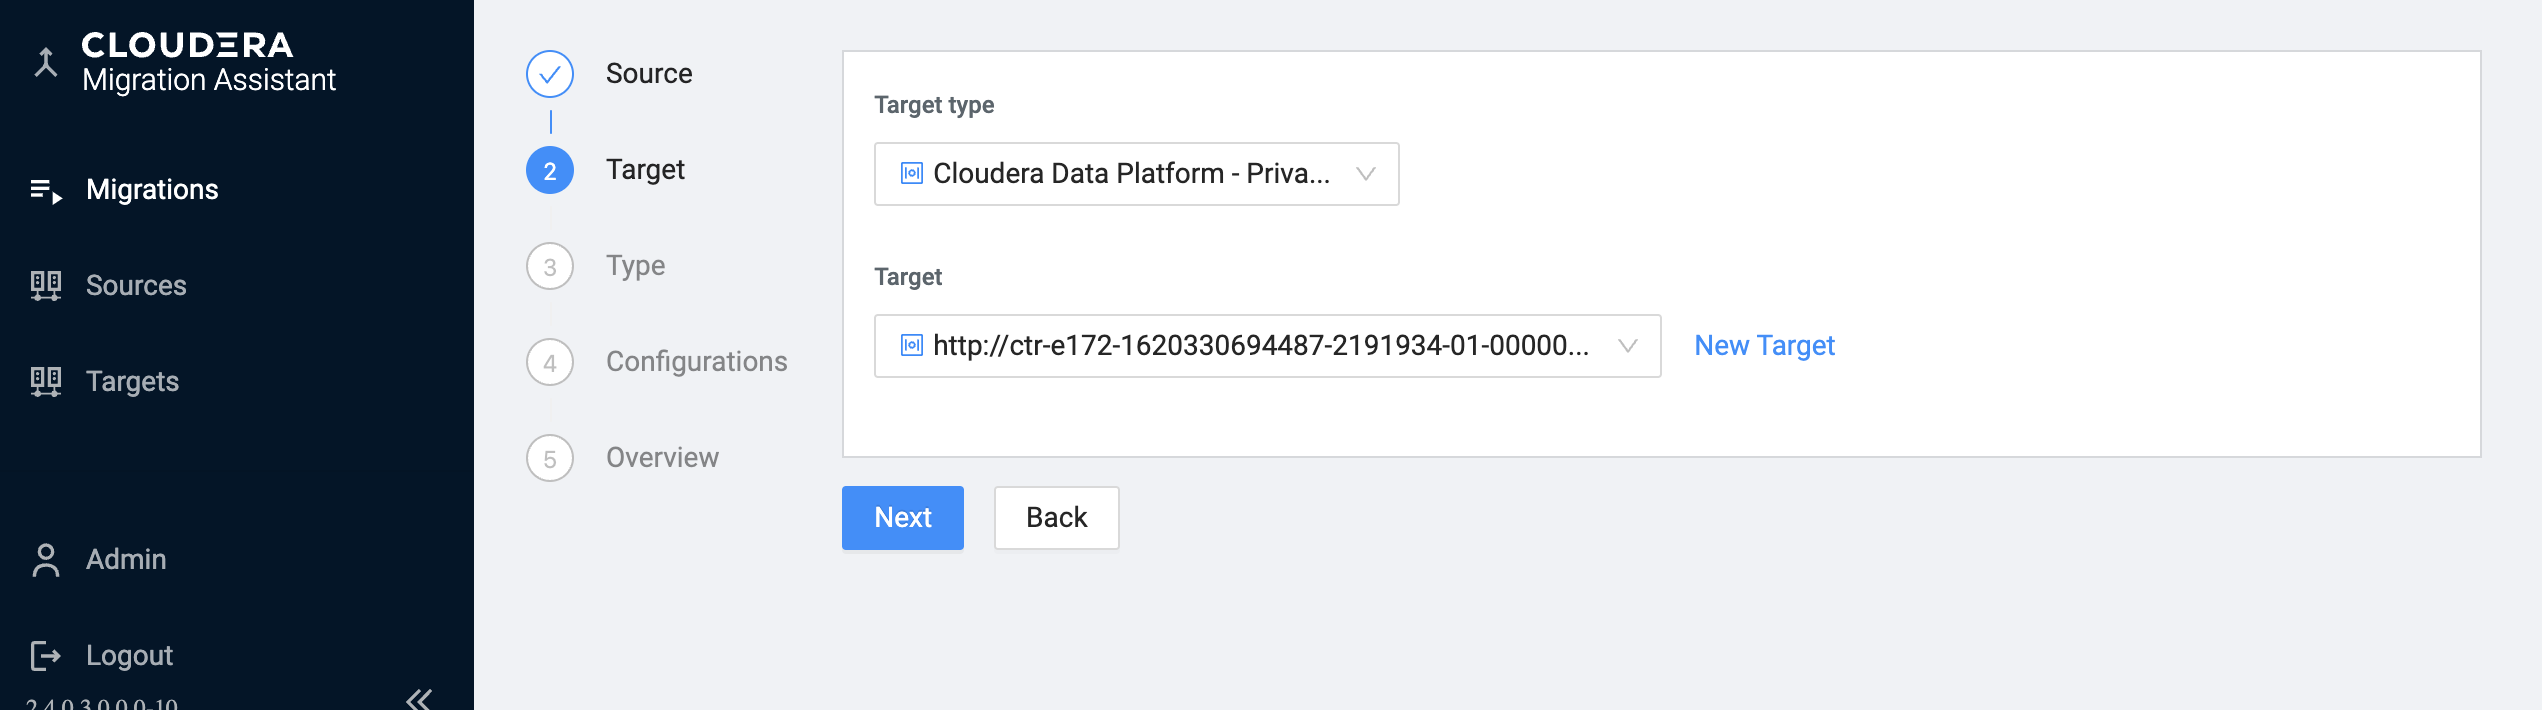 CLOUDERA
Migration Assistant
Migrations
Sources
Targets
Admin
Logout
2.4.0.3.0.0.0-10
Source
2 Target
3 Type
4 Configurations
5 Overview
Target type
Cloudera Data Platform - Priva...
Target
http://ctr-e172-1620330694487-2191934-01-00000...
New Target
Next
Back